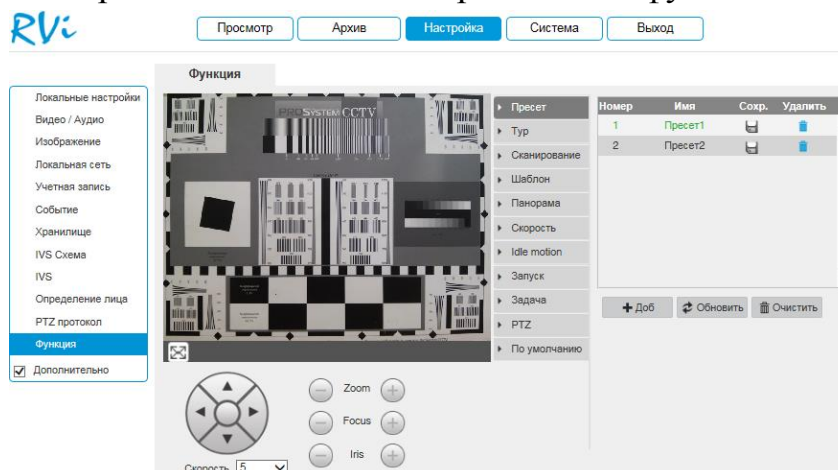 RVi
Просмотр
Архив
Настройка
Система
Выход
Функция
Локальные настройки
Видео / Аудио
Изображение
Локальная сеть
Учетная запись
Событие
Хранилище
IVS Схема
IVS
Определение лица
PTZ протокол
Функция
Дополнительно
PROSYSTEM CCTV
Пресет
Тур
Сканирование
Шаблон
Панорама
Скорость
Idle motion
Запуск
Задача
PTZ
По умолчанию
Номер Имя Сохр. Удалить
1 Пресет1
2 Пресет2
Доб
Обновить
Очистить
Zoom
Focus
Iris
Скорость 5